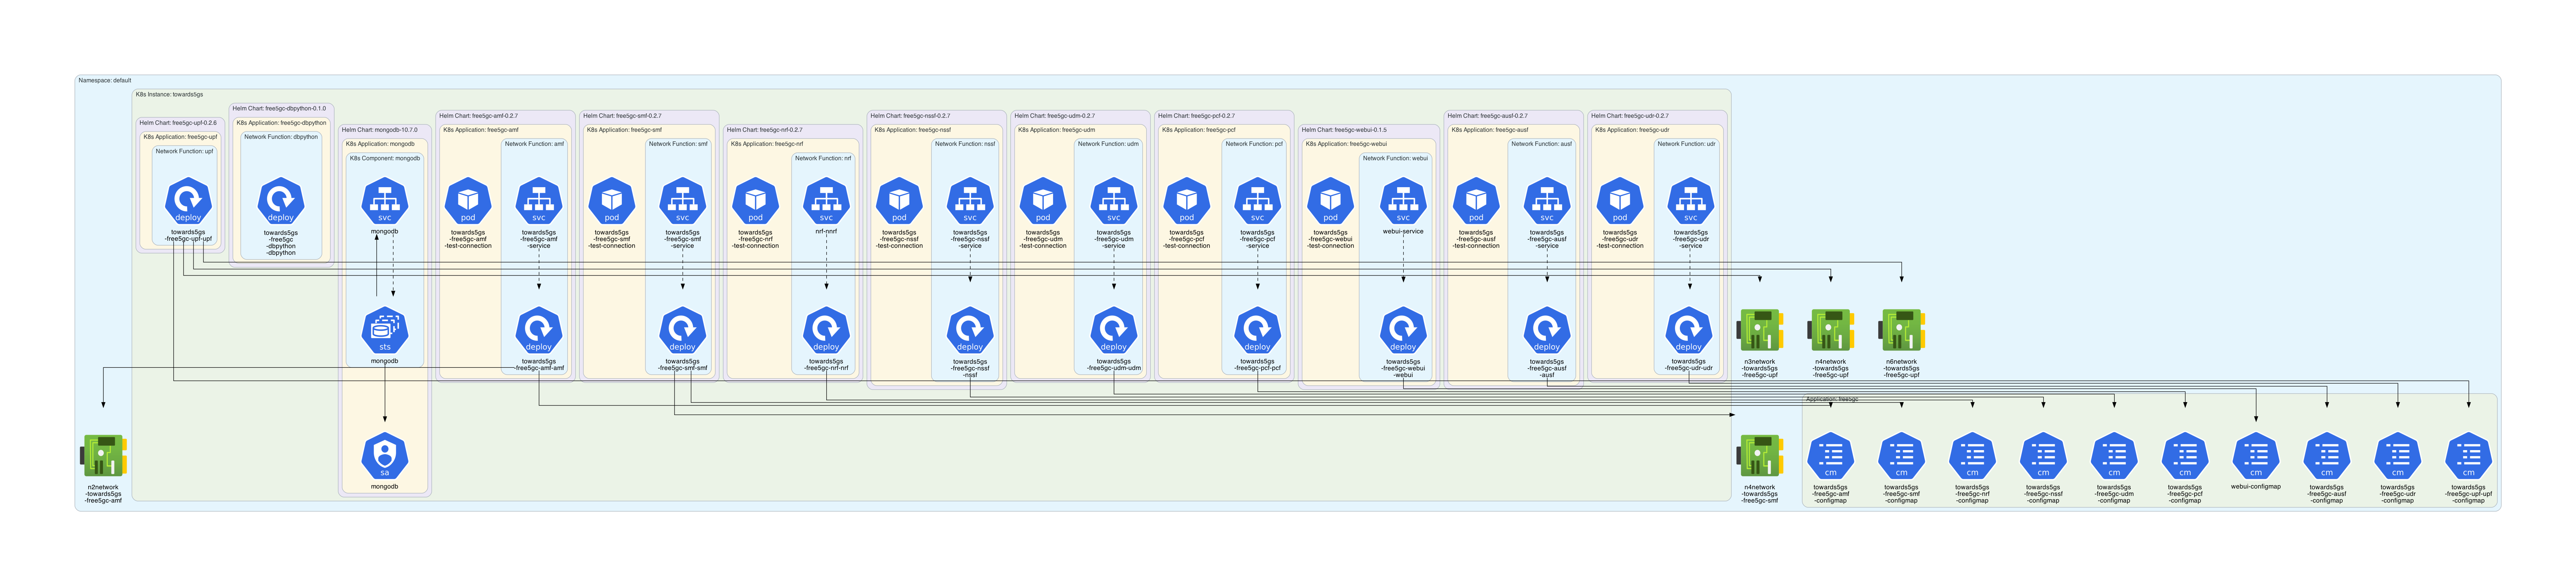 Namespace: default
K8s Instance: towards5gs
Helm Chart: free5gc-upf-0.2.6
K8s Application: free5gc-upf
Network Function: upf
deploy
towards5gs
-free5gc-upf-upf
Helm Chart: free5gc-dbpython-0.1.0
K8s Application: free5gc-dbpython
Network Function: dbpython
deploy
towards5gs
-free5gc
-dbpython
-dbpython
Helm Chart: mongodb-10.7.0
K8s Application: mongodb
K8s Component: mongodb
svc
mongodb
sts
mongodb
sa
mongodb
Helm Chart: free5gc-amf-0.2.7
K8s Application: free5gc-amf
Network Function: amf
pod
towards5gs
-free5gc-amf
-test-connection
svc
towards5gs
-free5gc-amf
-service
deploy
towards5gs
-free5gc-amf-amf
Helm Chart: free5gc-smf-0.2.7
K8s Application: free5gc-smf
Network Function: smf
pod
towards5gs
-free5gc-smf
-test-connection
svc
towards5gs
-free5gc-smf
-service
deploy
towards5gs
-free5gc-smf-smf
Helm Chart: free5gc-nrf-0.2.7
K8s Application: free5gc-nrf
Network Function: nrf
pod
towards5gs
-free5gc-nrf
-test-connection
svc
nrf-nnrf
deploy
towards5gs
-free5gc-nrf-nrf
Helm Chart: free5gc-nssf-0.2.7
K8s Application: free5gc-nssf
Network Function: nssf
pod
towards5gs
-free5gc-nssf
-test-connection
svc
towards5gs
-free5gc-nssf
-service
deploy
towards5gs
-free5gc-nssf
-nssf
Helm Chart: free5gc-udm-0.2.7
K8s Application: free5gc-udm
Network Function: udm
pod
towards5gs
-free5gc-udm
-test-connection
svc
towards5gs
-free5gc-udm
-service
deploy
towards5gs
-free5gc-udm-udm
Helm Chart: free5gc-pcf-0.2.7
K8s Application: free5gc-pcf
Network Function: pcf
pod
towards5gs
-free5gc-pcf
-test-connection
svc
towards5gs
-free5gc-pcf
-service
deploy
towards5gs
-free5gc-pcf-pcf
Helm Chart: free5gc-webui-0.1.5
K8s Application: free5gc-webui
Network Function: webui
pod
towards5gs
-free5gc-webui
-test-connection
svc
webui-service
deploy
towards5gs
-free5gc-webui
-webui
Helm Chart: free5gc-ausf-0.2.7
K8s Application: free5gc-ausf
Network Function: ausf
pod
towards5gs
-free5gc-ausf
-test-connection
svc
towards5gs
-free5gc-ausf
-service
deploy
towards5gs
-free5gc-ausf
-ausf
Helm Chart: free5gc-udr-0.2.7
K8s Application: free5gc-udr
Network Function: udr
pod
towards5gs
-free5gc-udr
-test-connection
svc
towards5gs
-free5gc-udr
-service
deploy
towards5gs
-free5gc-udr-udr
n3network
-towards5gs
-free5gc-upf
n4network
-towards5gs
-free5gc-upf
n6network
-towards5gs
-free5gc-upf
n2network
-towards5gs
-free5gc-amf
n4network
-towards5gs
-free5gc-smf
Application: free5gc
cm
towards5gs
-free5gc-amf
-configmap
cm
towards5gs
-free5gc-smf
-configmap
cm
towards5gs
-free5gc-nrf
-configmap
cm
towards5gs
-free5gc-nssf
-configmap
cm
towards5gs
-free5gc-udm
-configmap
cm
towards5gs
-free5gc-pcf
-configmap
cm
webui-configmap
cm
towards5gs
-free5gc-ausf
-configmap
cm
towards5gs
-free5gc-udr
-configmap
cm
towards5gs
-free5gc-upf-upf
-configmap